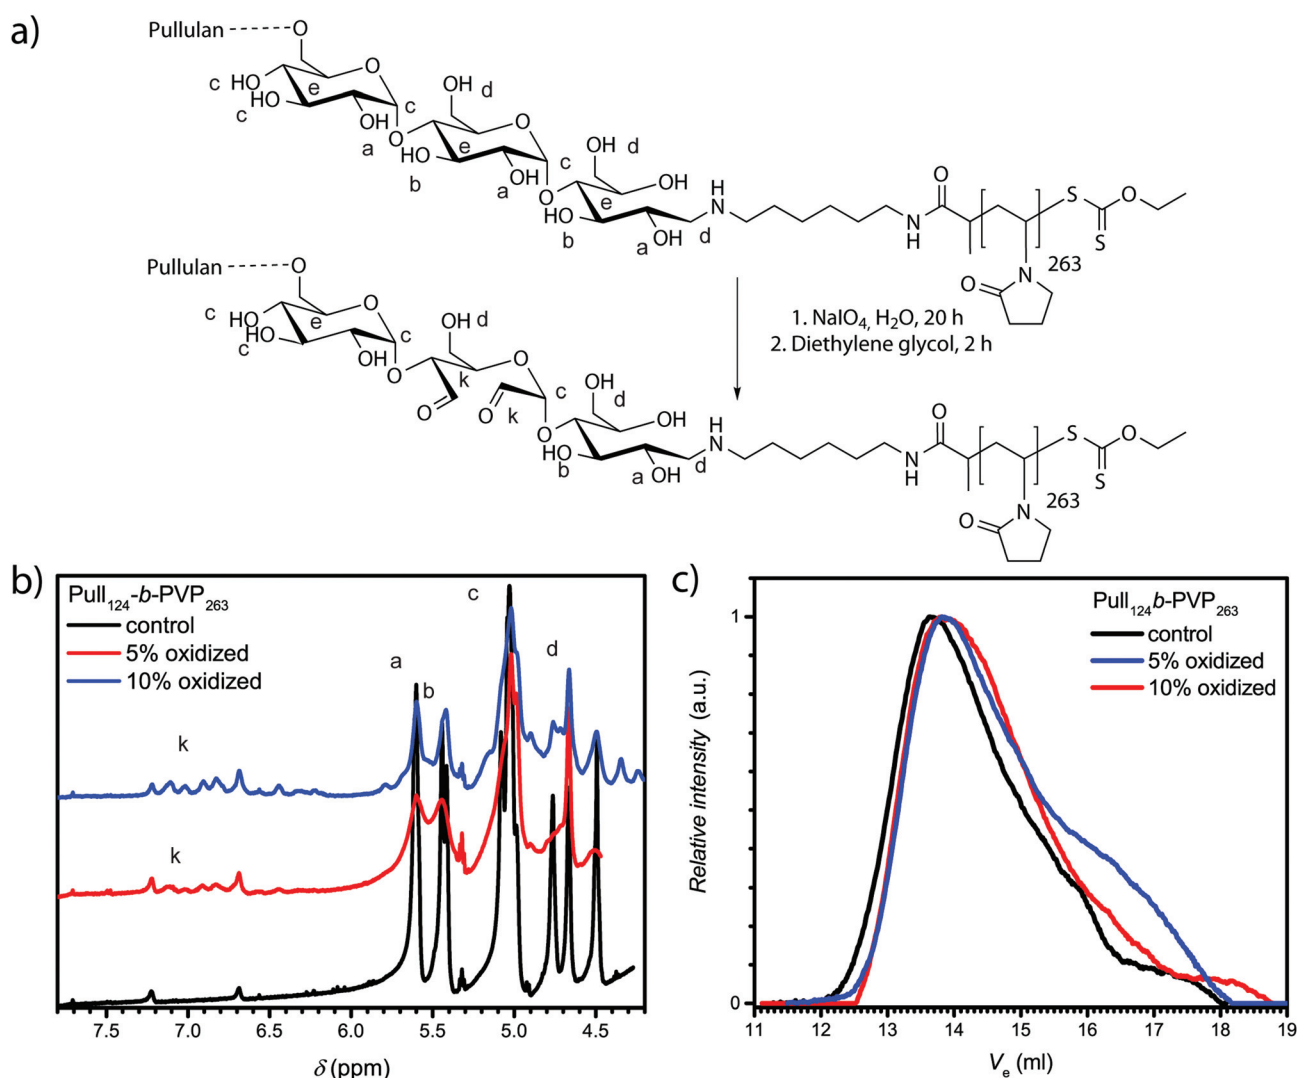 a)
Pullulan
O
c
HO
e
O
c
HO
c
OH
a
OH
d
O
O
HO
e
b
OH
a
c
OH
d
O
OH
HO
e
b
OH
a
d
H
N
N
H
O
S
O
S
263
N
O
Pullulan
O
c
HO
e
O
c
HO
c
OH
OH
d
O
k
O
O
O
k
c
OH
d
O
OH
HO
b
OH
a
d
H
N
N
H
O
S
O
S
263
N
O
1. NaIO4, H2O, 20 h
2. Diethylene glycol, 2 h
b)
Pull124-b-PVP263
control
5% oxidized
10% oxidized
k
k
a
b
c
d
7.5 7.0 6.5 6.0 5.5 5.0 4.5
δ (ppm)
c)
Pull124b-PVP263
control
5% oxidized
10% oxidized
Relative intensity (a.u.)
1
0
11 12 13 14 15 16 17 18 19
Ve (ml)